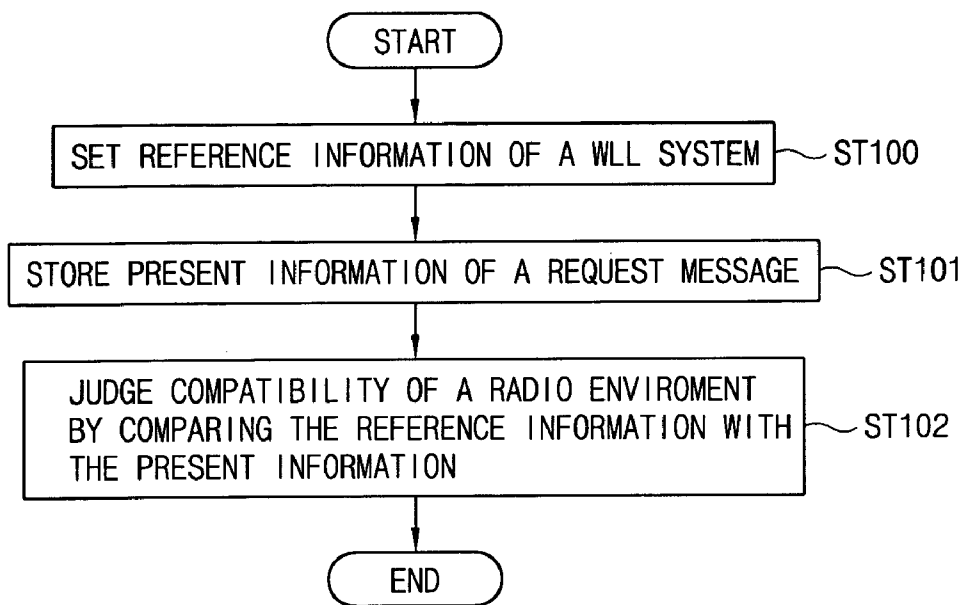 START
SET REFERENCE INFORMATION OF A WLL SYSTEM
ST100
STORE PRESENT INFORMATION OF A REQUEST MESSAGE
ST101
JUDGE COMPATIBILITY OF A RADIO ENVIROMENT
BY COMPARING THE REFERENCE INFORMATION WITH
THE PRESENT INFORMATION
ST102
END